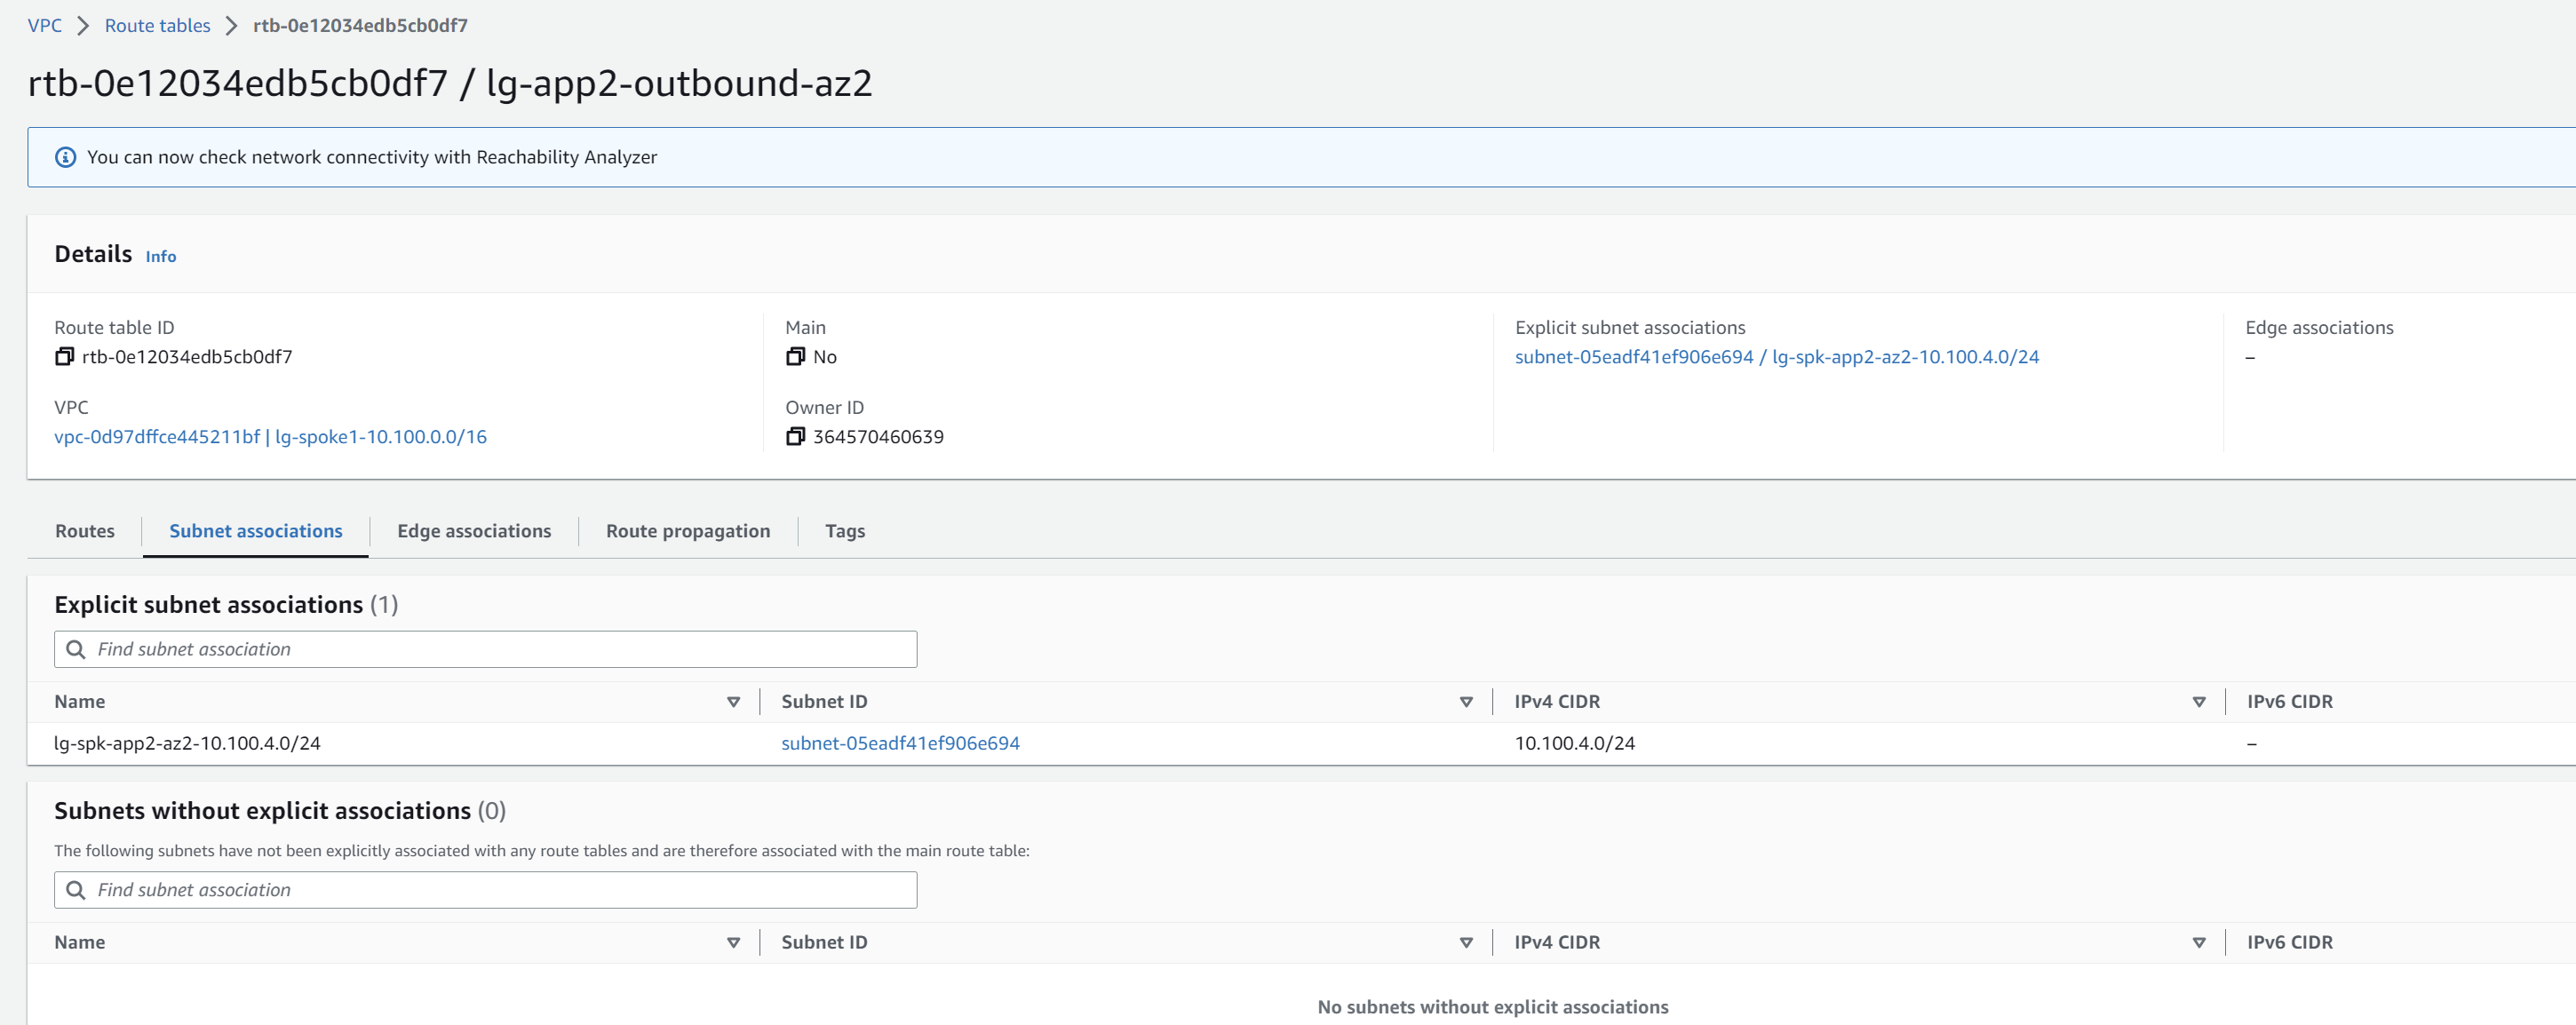 VPC > Route tables > rtb-0e12034edb5cb0df7
rtb-0e12034edb5cb0df7 / lg-app2-outbound-az2
You can now check network connectivity with Reachability Analyzer
Details Info
Route table ID Main Explicit subnet associations Edge associations
rtb-0e12034edb5cb0df7 No subnet-05eadf41ef906e694 / lg-spk-app2-az2-10.100.4.0/24 –
VPC Owner ID
vpc-0d97dffce445211bf | lg-spoke1-10.100.0.0/16 364570460639
Routes Subnet associations Edge associations Route propagation Tags
Explicit subnet associations (1)
Find subnet association
Name Subnet ID IPv4 CIDR IPv6 CIDR
lg-spk-app2-az2-10.100.4.0/24 subnet-05eadf41ef906e694 10.100.4.0/24 –
Subnets without explicit associations (0)
The following subnets have not been explicitly associated with any route tables and are therefore associated with the main route table:
Find subnet association
Name Subnet ID IPv4 CIDR IPv6 CIDR
No subnets without explicit associations